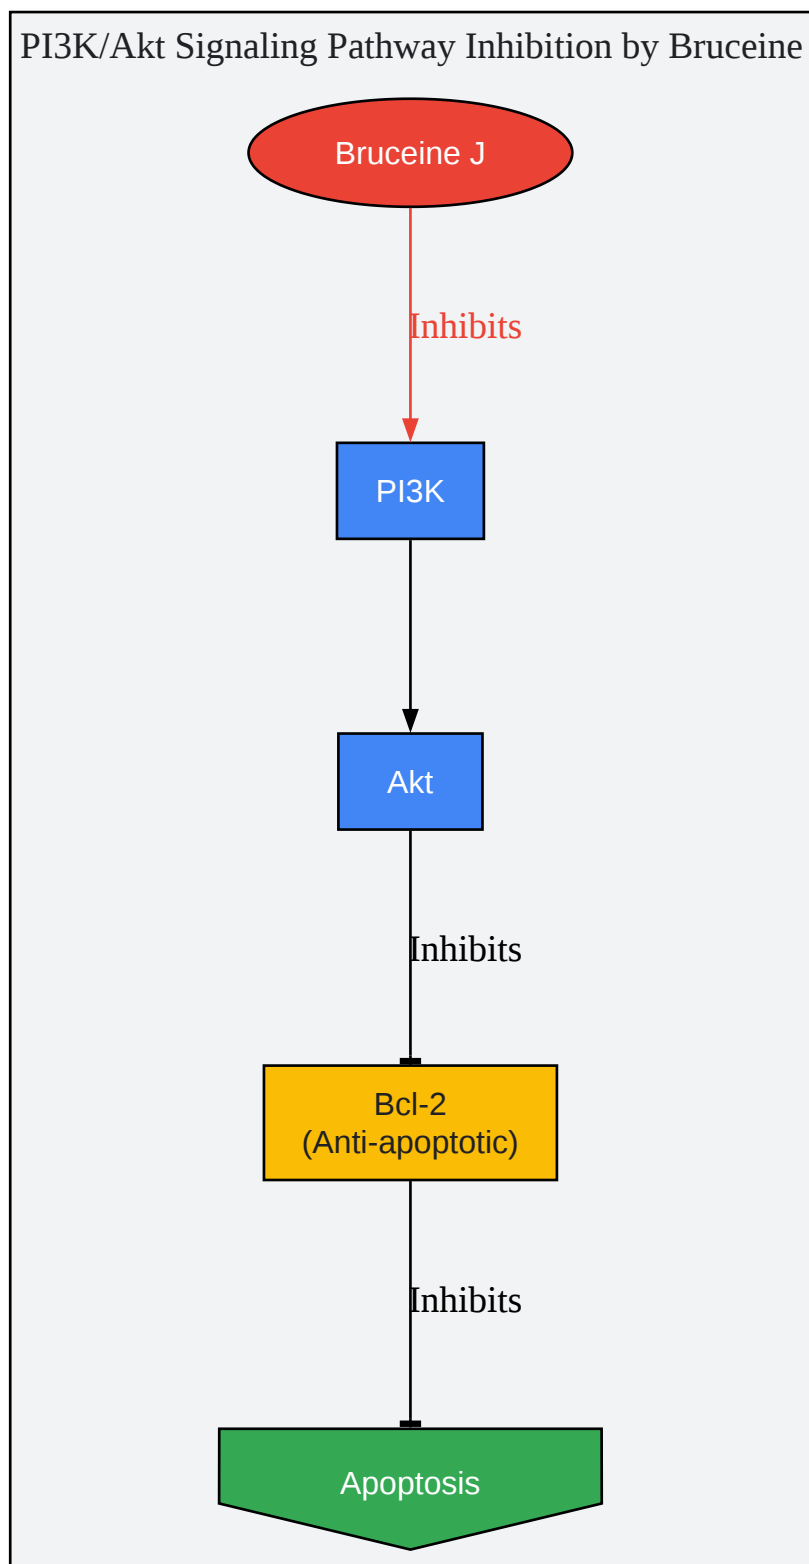 PI3K/Akt Signaling Pathway Inhibition by Bruceine
Bruceine J
Inhibits
PI3K
Akt
Inhibits
Bcl-2
(Anti-apoptotic)
Inhibits
Apoptosis